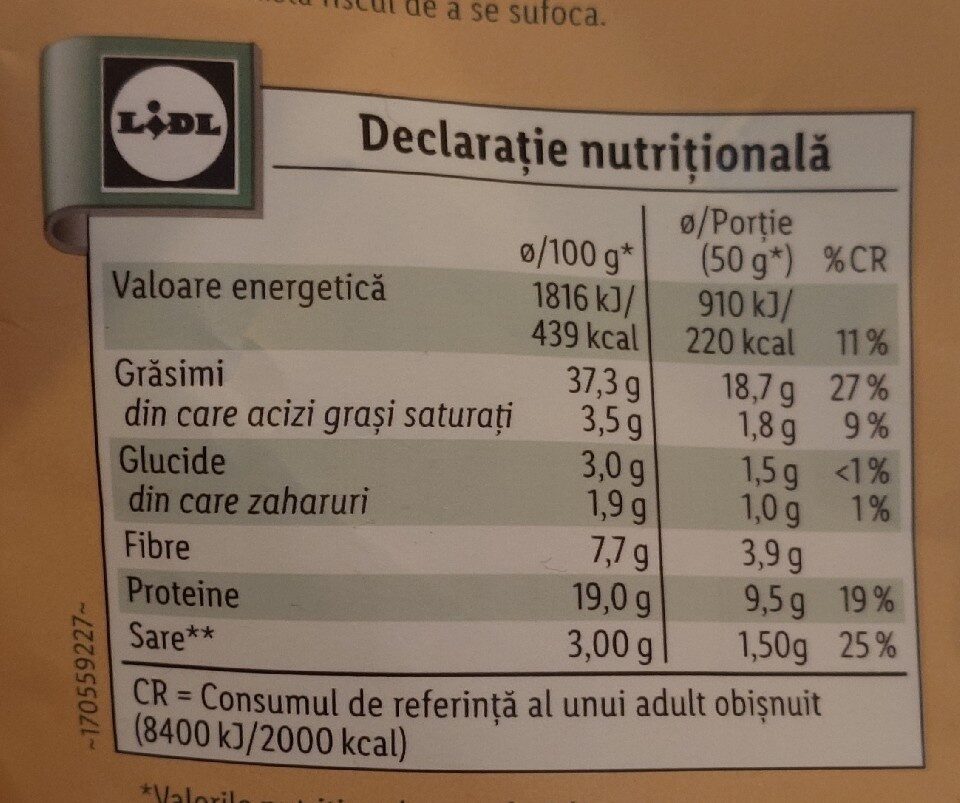 riscul de a se sufoca.
LIDL
Declarație nutrițională
ø/100 g* ø/Porție (50 g*) %CR
Valoare energetică 1816 kJ/ 910 kJ/
439 kcal 220 kcal 11 %
Grăsimi 37,3 g 18,7 g 27 %
din care acizi grași saturați 3,5 g 1,8 g 9 %
Glucide 3,0 g 1,5 g <1 %
din care zaharuri 1,9 g 1,0 g 1 %
Fibre 7,7 g 3,9 g
Proteine 19,0 g 9,5 g 19 %
Sare** 3,00 g 1,50g 25 %
CR = Consumul de referință al unui adult obișnuit
(8400 kJ/2000 kcal)
~170559227~